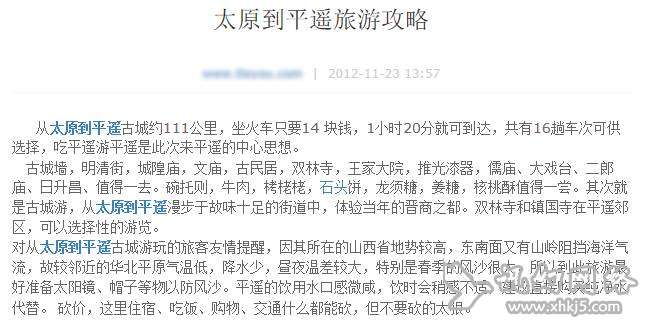 太原到平遥旅游攻略
| 2012-11-23 13:57
从太原到平遥古城约111公里，坐火车只要14 块钱，1小时20分就可到达，共有16趟车次可供
选择，吃平遥游平遥是此次来平遥的中心思想。
古城墙，明清街，城隍庙，文庙，古民居，双林寺，王家大院，推光漆器，儒庙、大戏台、二郎
庙、日升昌、值得一去。碗托则，牛肉，栲栳栳，石头饼，龙须糖，姜糖，核桃酥值得一尝。其次就
是古城游，从太原到平遥漫步于故味十足的街道中，体验当年的晋商之都。双林寺和镇国寺在平遥郊
区，可以选择性的游览。
对从太原到平遥古城游玩的旅客友情提醒，因其所在的山西省地势较高，东南面又有山岭阻挡海洋气
流，故较邻近的华北平原气温低，降水少，昼夜温差较大，特别是春季的风沙很大，所以到此旅游最
好准备太阳镜、帽子等物以防风沙。平遥的饮用水口感微咸，饮时会稍感不适，建议直接购买纯净水
代替。 砍价，这里住宿、吃饭、购物、交通什么都能砍，但不要砍的太狠。
www.xhkj5.com